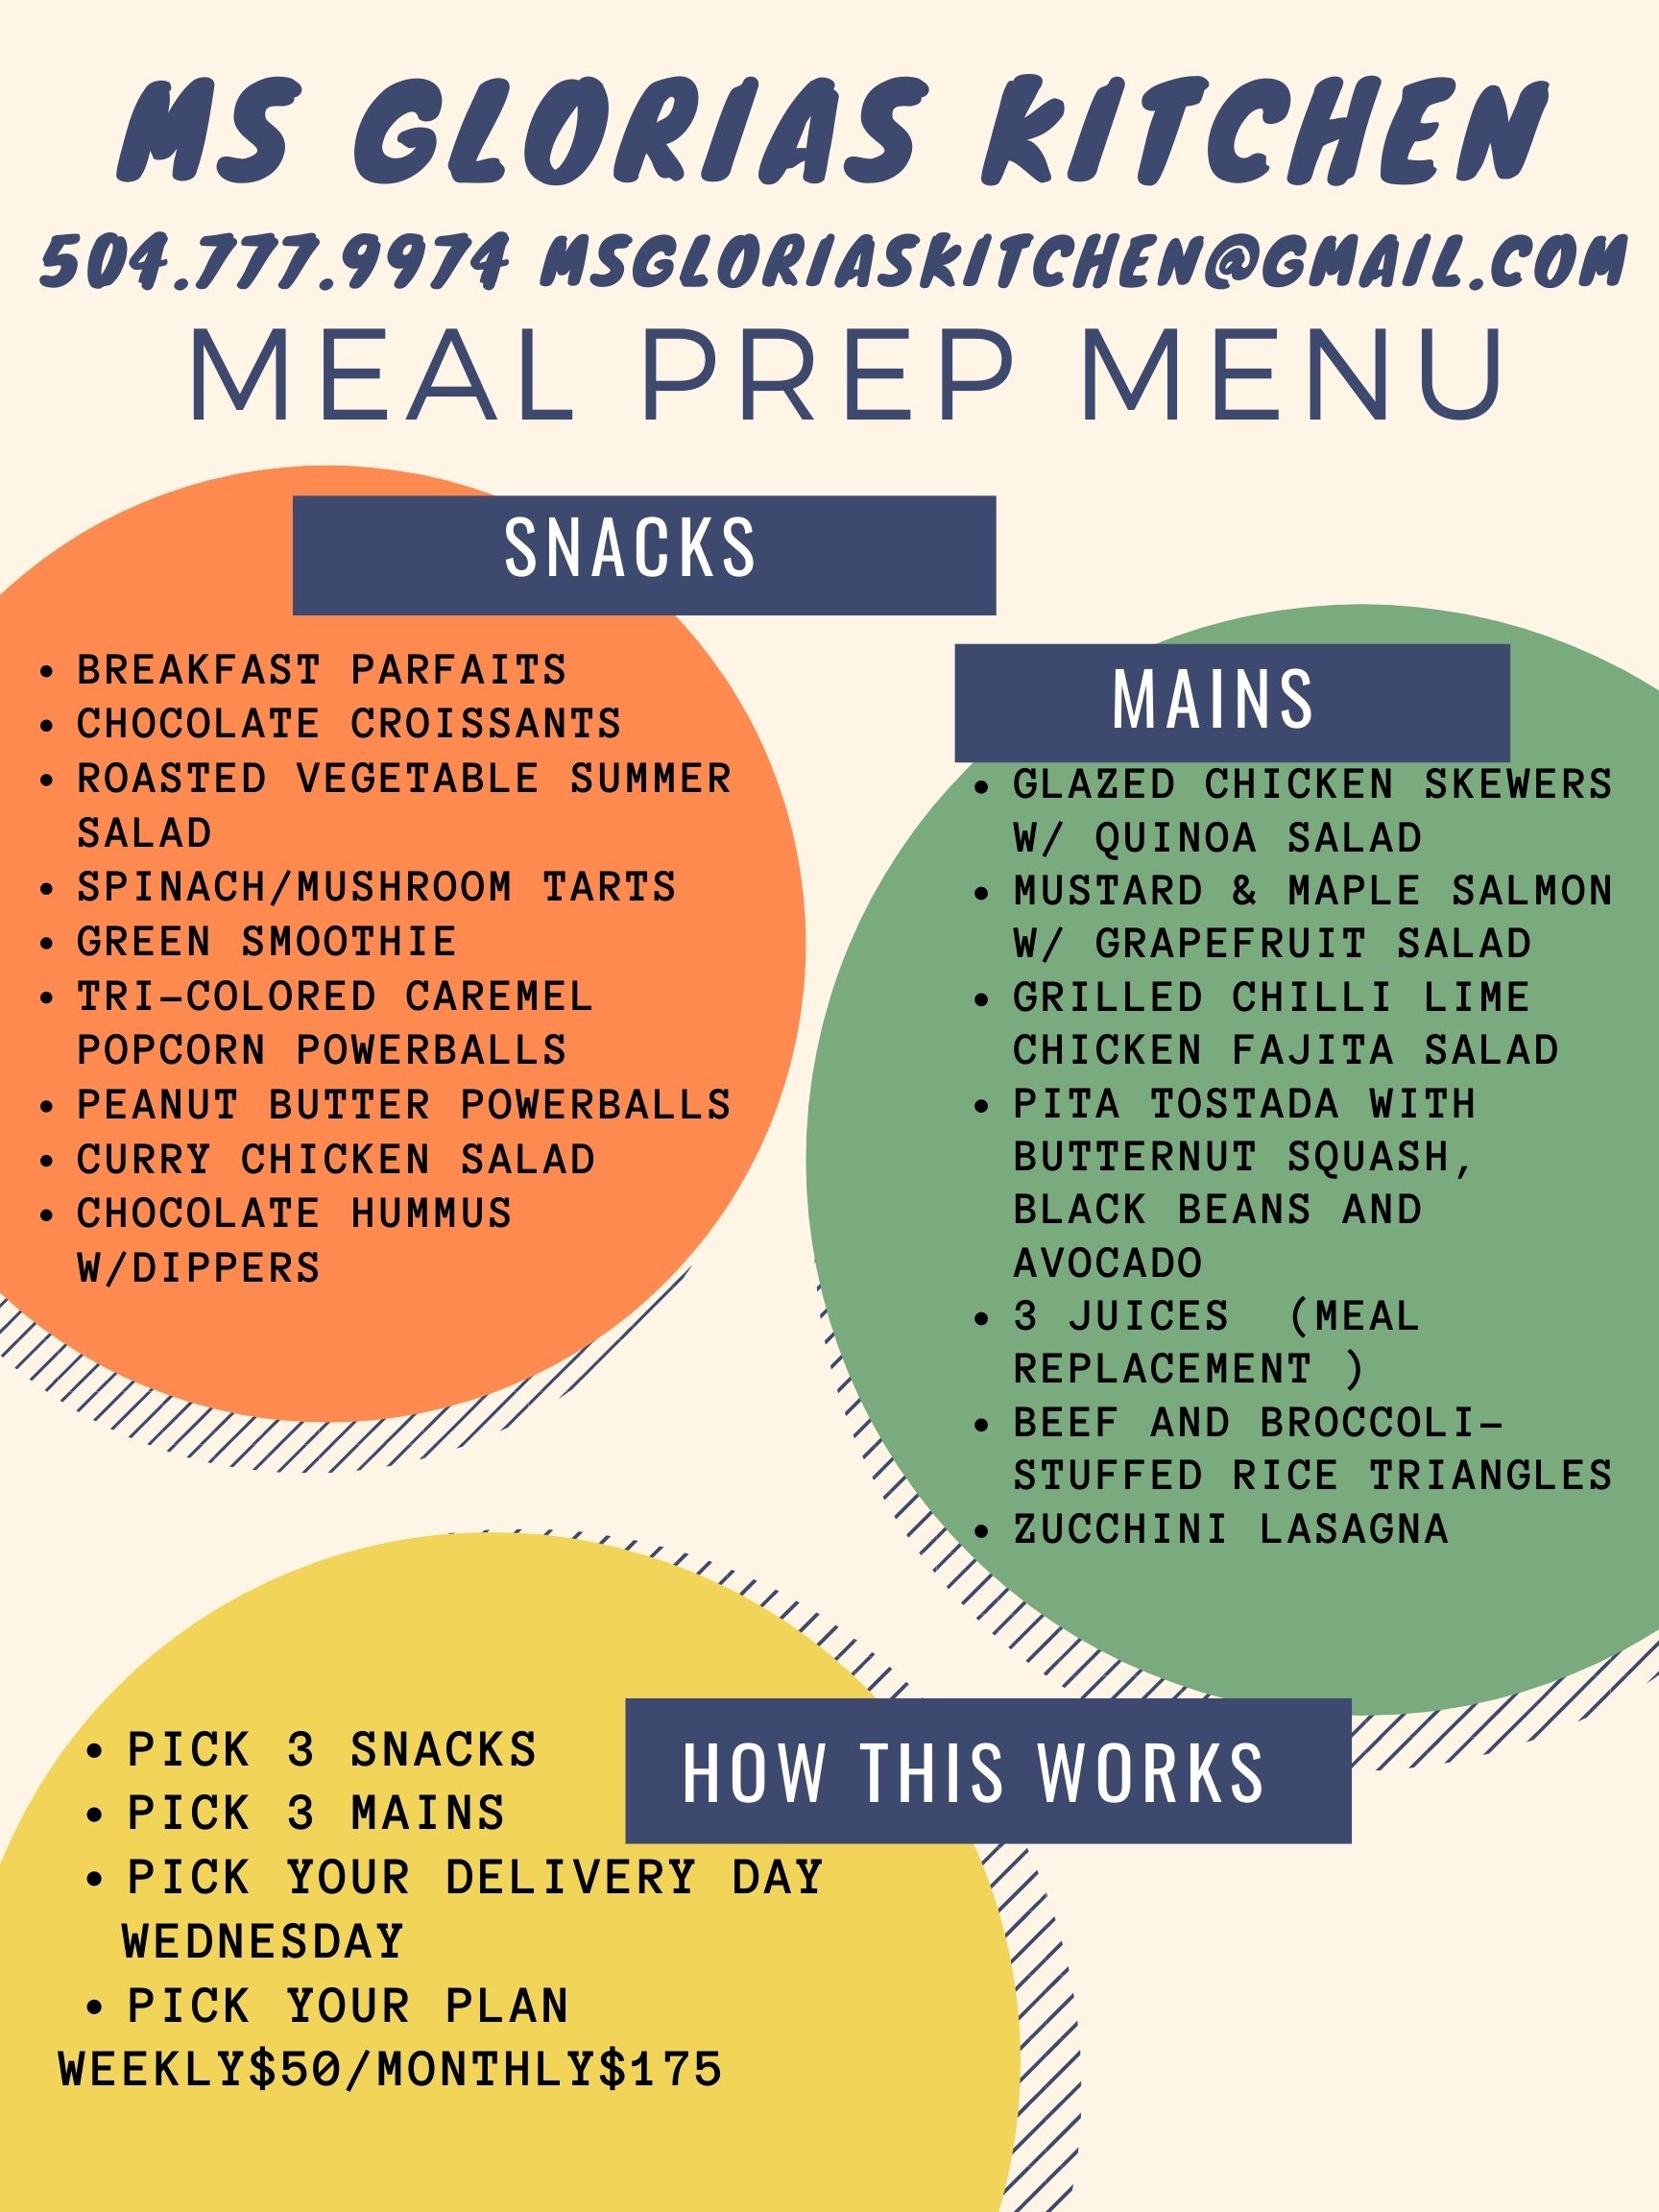 MS GLORIAS KITCHEN
504.777.9974 MSGLORIASKITCHEN@GMAIL.COM
MEAL PREP MENU
SNACKS
• BREAKFAST PARFAITS
• CHOCOLATE CROISSANTS
• ROASTED VEGETABLE SUMMER
SALAD
• SPINACH/MUSHROOM TARTS
• GREEN SMOOTHIE
• TRI-COLORED CAREMEL
POPCORN POWERBALLS
• PEANUT BUTTER POWERBALLS
• CURRY CHICKEN SALAD
• CHOCOLATE HUMMUS
W/DIPPERS
MAINS
• GLAZED CHICKEN SKEWERS
W/ QUINOA SALAD
• MUSTARD & MAPLE SALMON
W/ GRAPEFRUIT SALAD
• GRILLED CHILLI LIME
CHICKEN FAJITA SALAD
• PITA TOSTADA WITH
BUTTERNUT SQUASH,
BLACK BEANS AND
AVOCADO
• 3 JUICES (MEAL
REPLACEMENT )
• BEEF AND BROCCOLI-
STUFFED RICE TRIANGLES
• ZUCCHINI LASAGNA
HOW THIS WORKS
• PICK 3 SNACKS
• PICK 3 MAINS
• PICK YOUR DELIVERY DAY
WEDNESDAY
• PICK YOUR PLAN
WEEKLY$50/MONTHLY$175